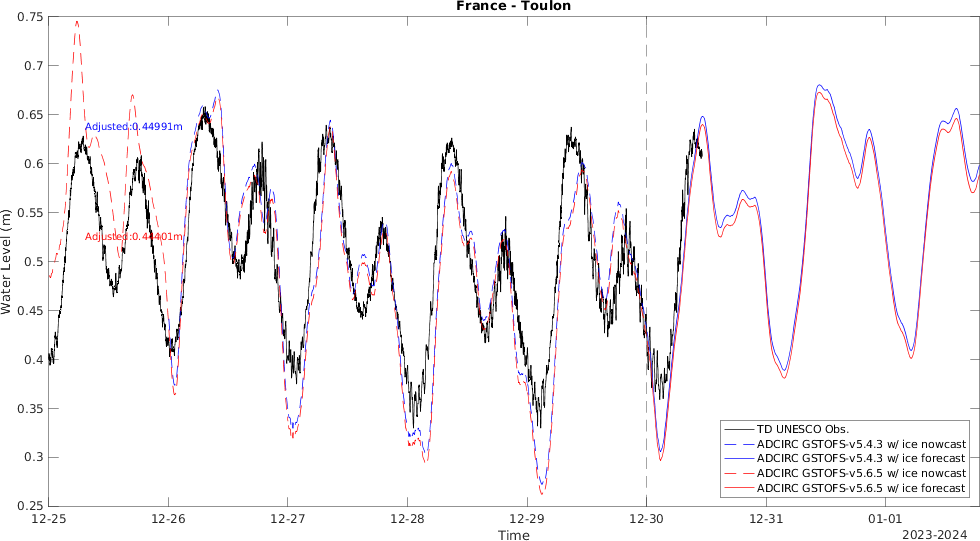 France - Toulon
Water Level (m)
0.75
0.7
0.65
0.6
0.55
0.5
0.45
0.4
0.35
0.3
0.25
Adjusted:0.44991m
Adjusted:0.44401m
TD UNESCO Obs.
ADCIRC GSTOFS-v5.4.3 w/ ice nowcast
ADCIRC GSTOFS-v5.4.3 w/ ice forecast
ADCIRC GSTOFS-v5.6.5 w/ ice nowcast
ADCIRC GSTOFS-v5.6.5 w/ ice forecast
12-25 12-26 12-27 12-28 12-29 12-30 12-31 01-01
Time
2023-2024